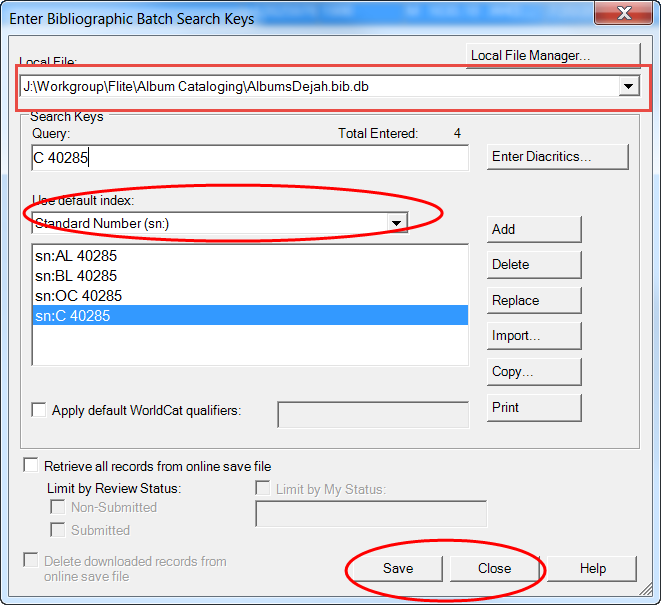 Enter Bibliographic Batch Search Keys
Local File:
Local File Manager...
J:\Workgroup\Flite\Album Cataloging\AlbumsDejah.bib.db
Search Keys
Query:
Total Entered: 4
C 40285
Enter Diacritics...
Use default index:
Standard Number (sn:)
Add
sn:AL 40285
Delete
sn:BL 40285
sn:OC 40285
Replace
sn:C 40285
Import...
Copy...
Apply default WorldCat qualifiers:
Print
Retrieve all records from online save file
Limit by Review Status:
Limit by My Status:
Non-Submitted
Submitted
Delete downloaded records from
online save file
Save
Close
Help